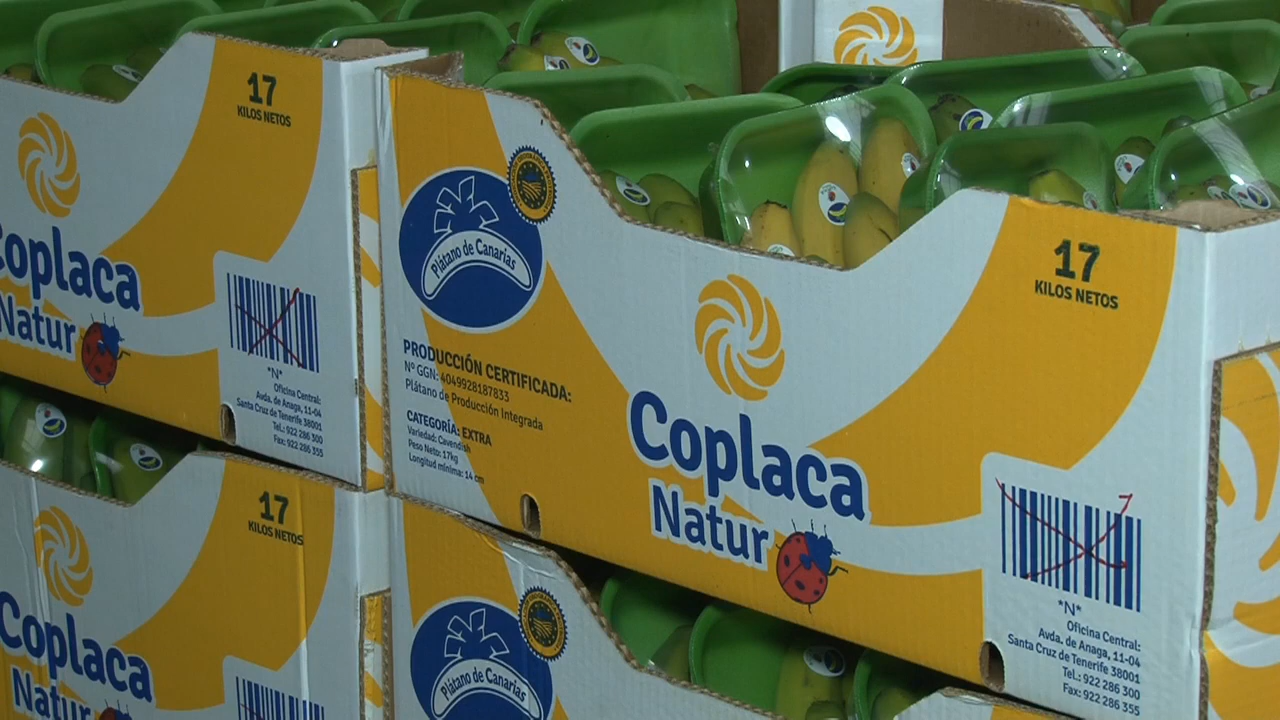 17
KILOS NETOS
Coplaca
Natur
*N*
Oficina Central:
Avda. de Anaga, 11-04
Santa Cruz de Tenerife 38001
Tel.: 922 286 300
Fax: 922 286 355
17
KILOS NETOS
Coplaca
Natur
Plátano de Canarias
PRODUCCIÓN CERTIFICADA:
Nº GGN: 4049928187833
Plátano de Producción Integrada
CATEGORÍA: EXTRA
Variedad: Cavendish
Peso Neto: 17kg
Longitud mínima: 14 cm
17
KILOS NETOS
Coplaca
Natur
*N*
Oficina Central:
Avda. de Anaga, 11-04
Santa Cruz de Tenerife 38001
Tel.: 922 286 300
Fax: 922 286 355
Plátano de Canarias